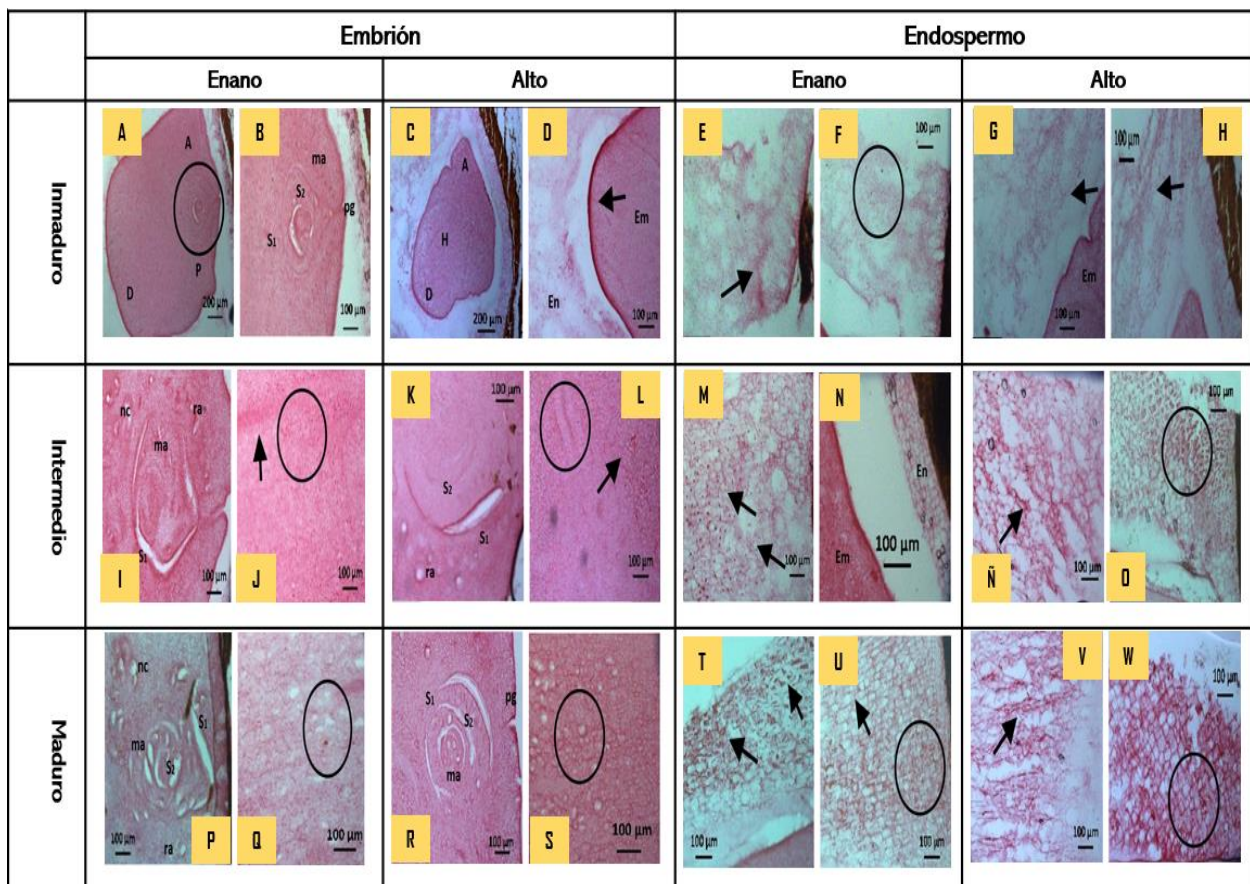 Embrión
Endospermo
Enano
Alto
Enano
Alto
Inmaduro
A
A
P
D
200 µm
B
ma
S2
S1
pg
100 µm
C
A
H
D
200 µm
D
Em
En
100 µm
E
100 µm
F
100 µm
G
Em
100 µm
H
100 µm
Intermedio
nc
ra
ma
S1
I
100 µm
J
100 µm
K
100 µm
S2
S1
ra
L
100 µm
M
100 µm
N
En
Em
100 µm
Ñ
100 µm
O
100 µm
Maduro
nc
S1
ma
S2
100 µm
P
ra
Q
100 µm
S1
S2
pg
ma
R
100 µm
S
100 µm
T
100 µm
U
100 µm
V
100 µm
W
100 µm